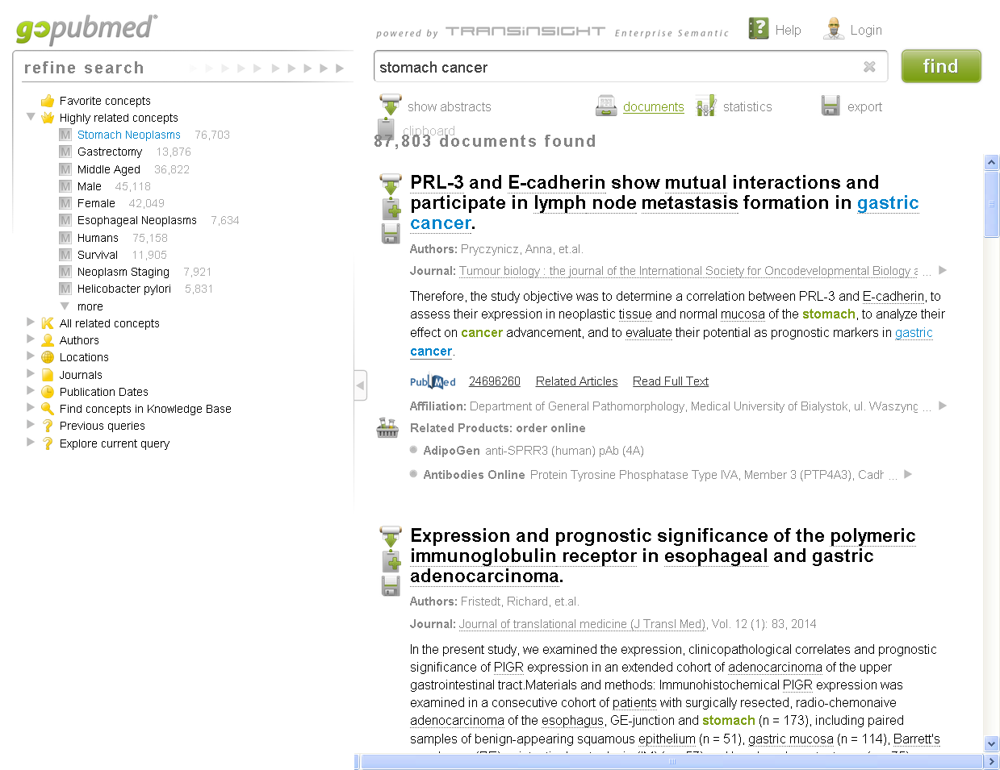 gopubmed
powered by TRANSINSIGHT Enterprise Semantic
Help
Login
refine search
stomach cancer
find
Favorite concepts
Highly related concepts
Stomach Neoplasms 76,703
Gastrectomy 13,876
Middle Aged 36,822
Male 45,118
Female 42,049
Esophageal Neoplasms 7,634
Humans 75,158
Survival 11,905
Neoplasm Staging 7,921
Helicobacter pylori 5,831
more
All related concepts
Authors
Locations
Journals
Publication Dates
Find concepts in Knowledge Base
Previous queries
Explore current query
show abstracts
documents
statistics
export
clipboard
87,803 documents found
PRL-3 and E-cadherin show mutual interactions and
participate in lymph node metastasis formation in gastric
cancer.
Authors: Pryczynicz, Anna, et.al.
Journal: Tumour biology : the journal of the International Society for Oncodevelopmental Biology a ...
Therefore, the study objective was to determine a correlation between PRL-3 and E-cadherin, to
assess their expression in neoplastic tissue and normal mucosa of the stomach, to analyze their
effect on cancer advancement, and to evaluate their potential as prognostic markers in gastric
cancer.
PubMed 24696260 Related Articles Read Full Text
Affiliation: Department of General Pathomorphology, Medical University of Bialystok, ul. Waszyng ...
Related Products: order online
AdipoGen anti-SPRR3 (human) pAb (4A)
Antibodies Online Protein Tyrosine Phosphatase Type IVA, Member 3 (PTP4A3), Cadh ...
Expression and prognostic significance of the polymeric
immunoglobulin receptor in esophageal and gastric
adenocarcinoma.
Authors: Fristedt, Richard, et.al.
Journal: Journal of translational medicine (J Transl Med), Vol. 12 (1): 83, 2014
In the present study, we examined the expression, clinicopathological correlates and prognostic
significance of PIGR expression in an extended cohort of adenocarcinoma of the upper
gastrointestinal tract.Materials and methods: Immunohistochemical PIGR expression was
examined in a consecutive cohort of patients with surgically resected, radio-chemonaive
adenocarcinoma of the esophagus, GE-junction and stomach (n = 173), including paired
samples of benign-appearing squamous epithelium (n = 51), gastric mucosa (n = 114), Barrett's